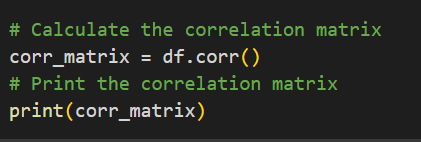 # Calculate the correlation matrix
corr_matrix = df.corr()
# Print the correlation matrix
print(corr_matrix)